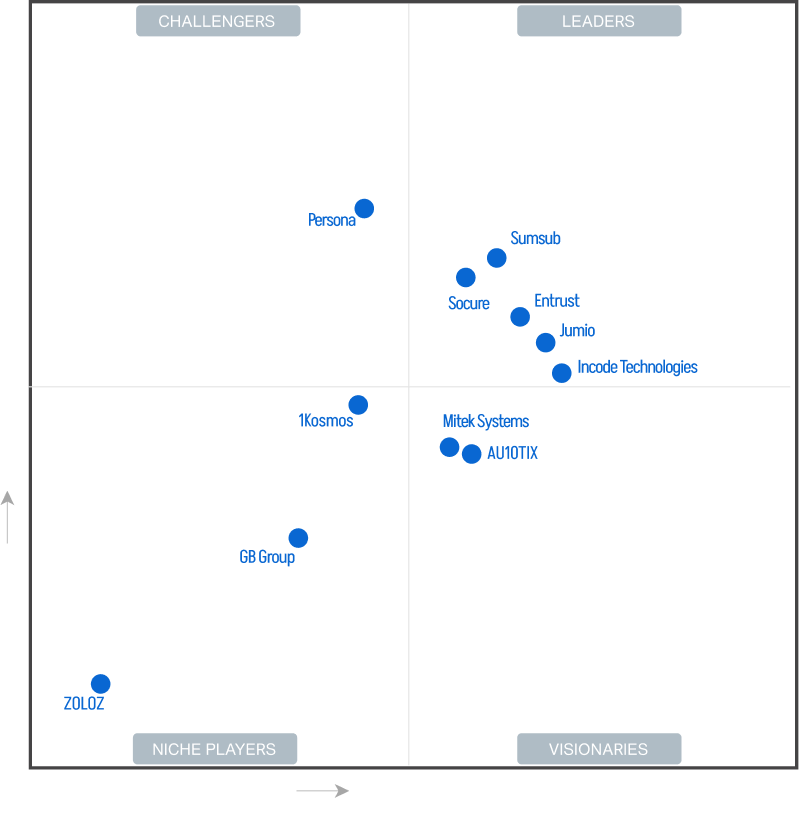 CHALLENGERS
LEADERS
Persona
Sumsub
Socure
Entrust
Jumio
Incode Technologies
1Kosmos
Mitek Systems
AU10TIX
GB Group
ZOLOZ
NICHE PLAYERS
VISIONARIES